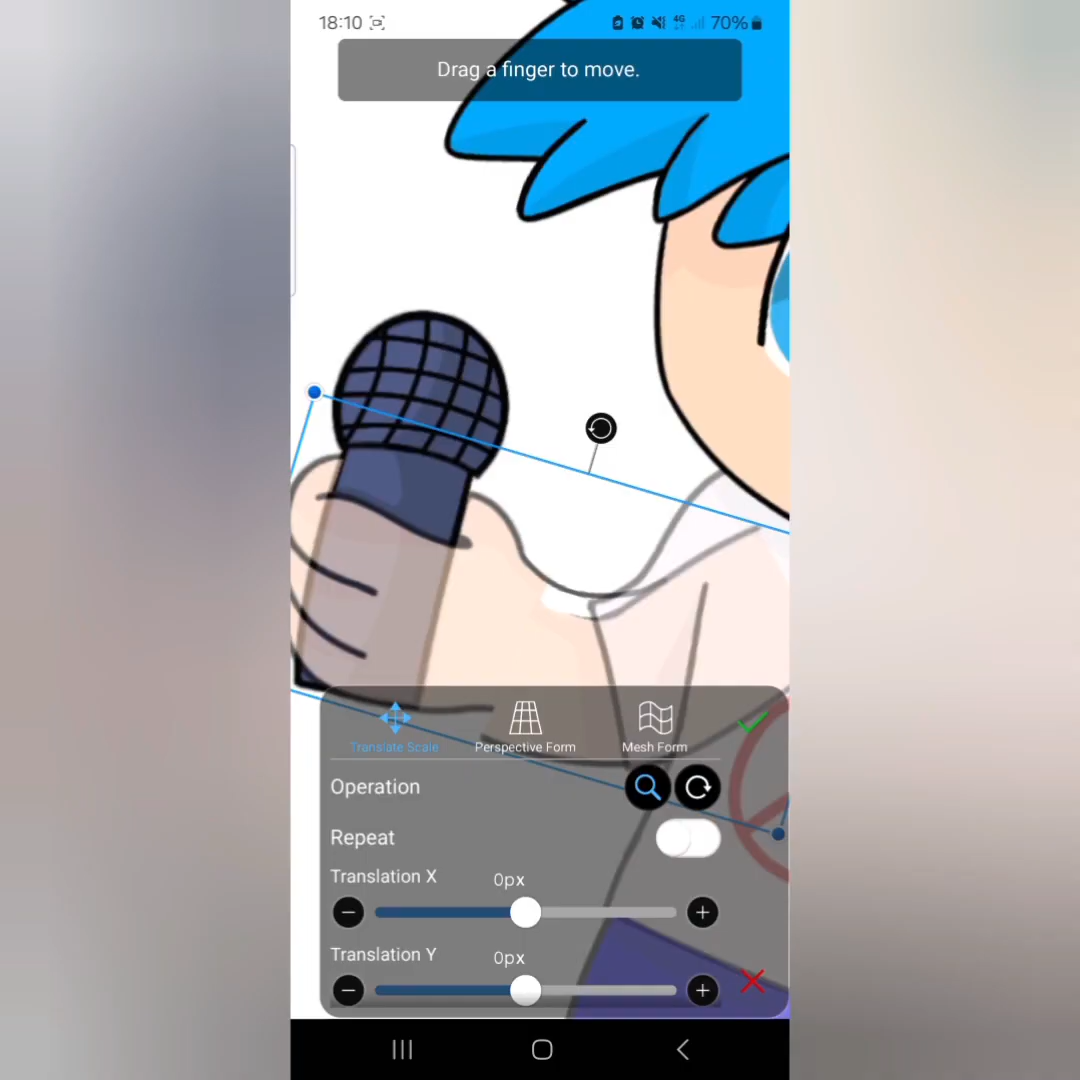 18:10
4G
70%
Drag a finger to move.
Translate Scale
Perspective Form
Mesh Form
Operation
Repeat
Translation X
0px
Translation Y
0px